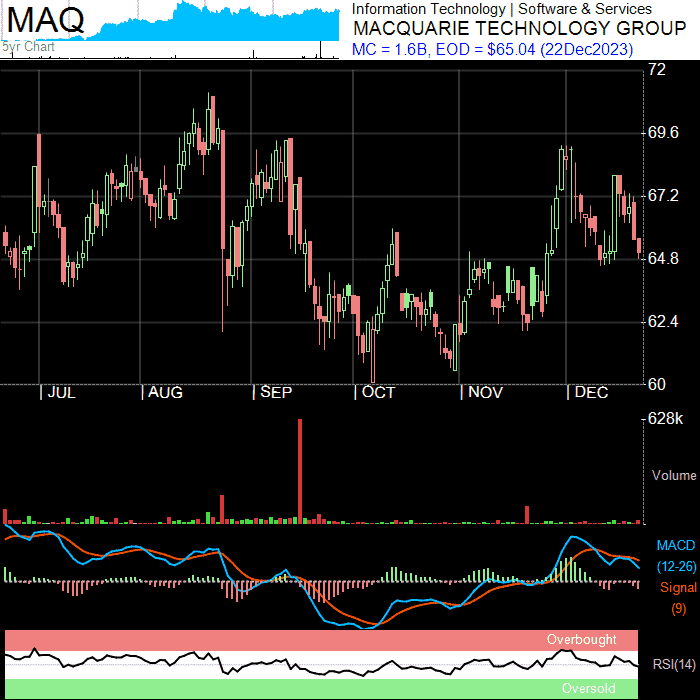 MAQ
5yr Chart
Information Technology | Software & Services
MACQUARIE TECHNOLOGY GROUP
MC = 1.6B, EOD = $65.04 (22Dec2023)
72
69.6
67.2
64.8
62.4
60
| JUL | AUG | SEP | OCT | NOV | DEC
628k
Volume
MACD
(12-26)
Signal
(9)
Overbought
RSI(14)
Oversold